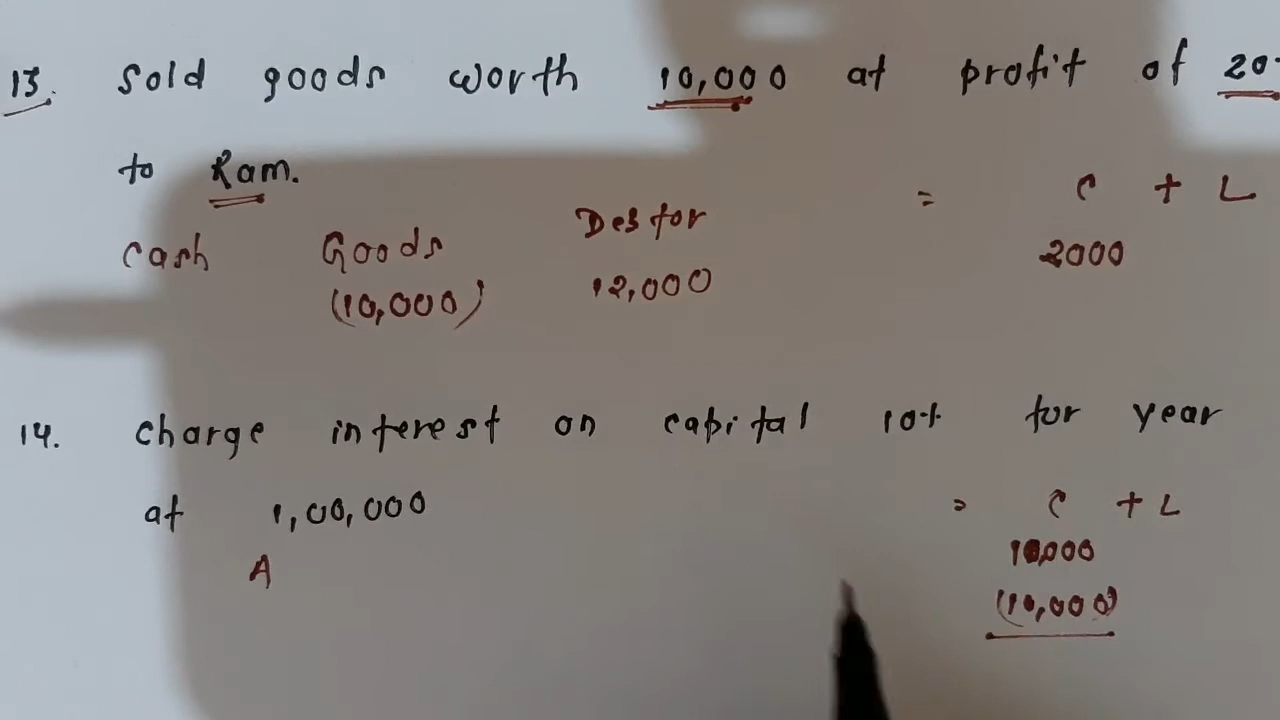 13. Sold goods worth 10,000 at profit of 20%
to Ram.
= C + L
Cash Goods Debtor 2000
(10,000) 12,000
14. Charge interest on capital 10% for year
at 1,00,000 = C + L
A 10,000
(10,000)